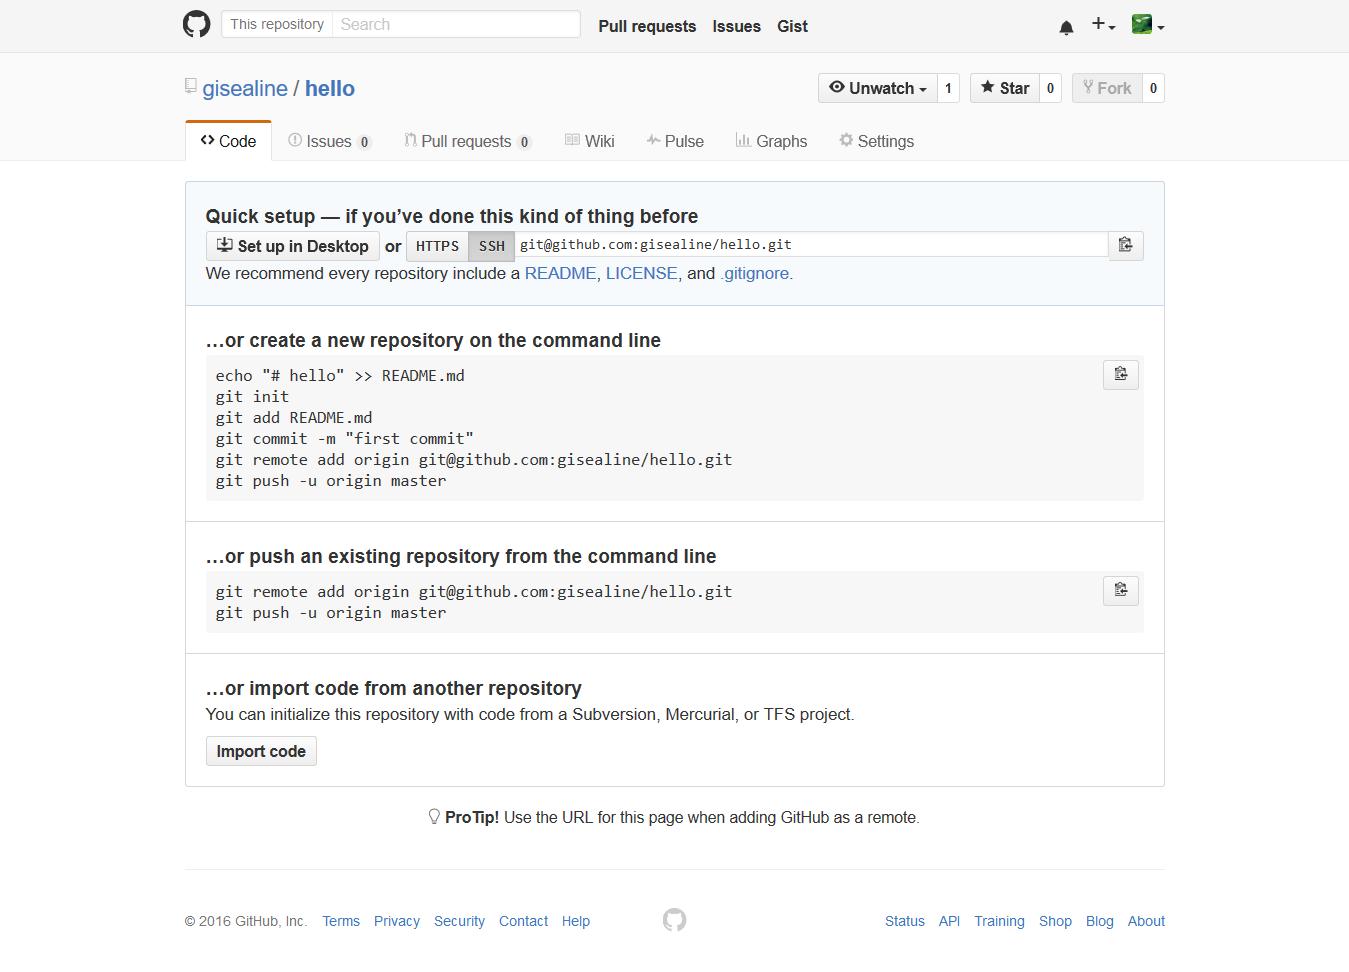 This repository Search Pull requests Issues Gist
gisealine / hello Unwatch 1 Star 0 Fork 0
Code Issues 0 Pull requests 0 Wiki Pulse Graphs Settings
Quick setup — if you’ve done this kind of thing before
Set up in Desktop or HTTPS SSH git@github.com:gisealine/hello.git
We recommend every repository include a README, LICENSE, and .gitignore.
…or create a new repository on the command line
echo "# hello" >> README.md
git init
git add README.md
git commit -m "first commit"
git remote add origin git@github.com:gisealine/hello.git
git push -u origin master
…or push an existing repository from the command line
git remote add origin git@github.com:gisealine/hello.git
git push -u origin master
…or import code from another repository
You can initialize this repository with code from a Subversion, Mercurial, or TFS project.
Import code
ProTip! Use the URL for this page when adding GitHub as a remote.
© 2016 GitHub, Inc. Terms Privacy Security Contact Help Status API Training Shop Blog About